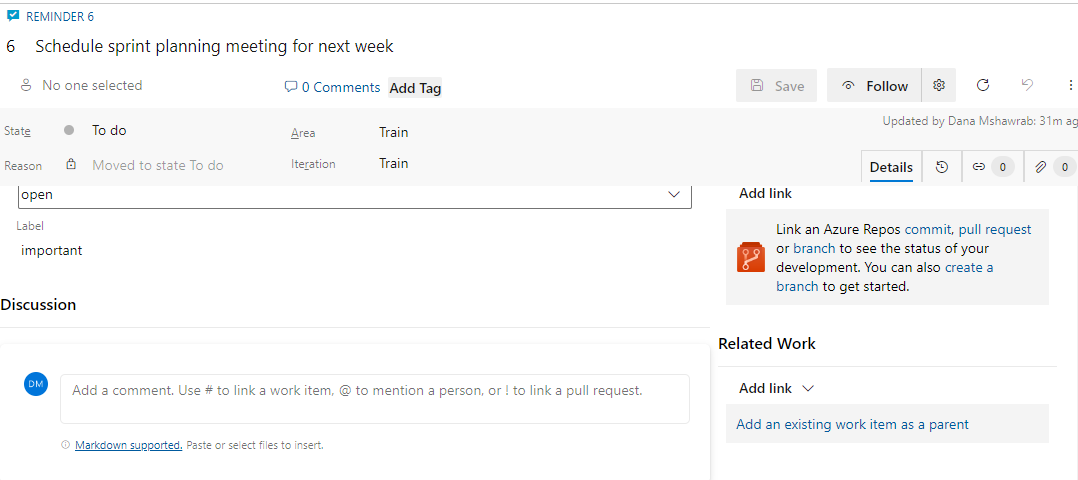 REMINDER 6
6 Schedule sprint planning meeting for next week
No one selected
0 Comments
Add Tag
Save
Follow
State
To do
Area
Train
Updated by Dana Mshawrab: 31m ag
Reason
Moved to state To do
Iteration
Train
Details
0
0
open
Label
important
Add link
Link an Azure Repos commit, pull request
or branch to see the status of your
development. You can also create a
branch to get started.
Discussion
DM
Add a comment. Use # to link a work item, @ to mention a person, or ! to link a pull request.
Markdown supported. Paste or select files to insert.
Related Work
Add link
Add an existing work item as a parent